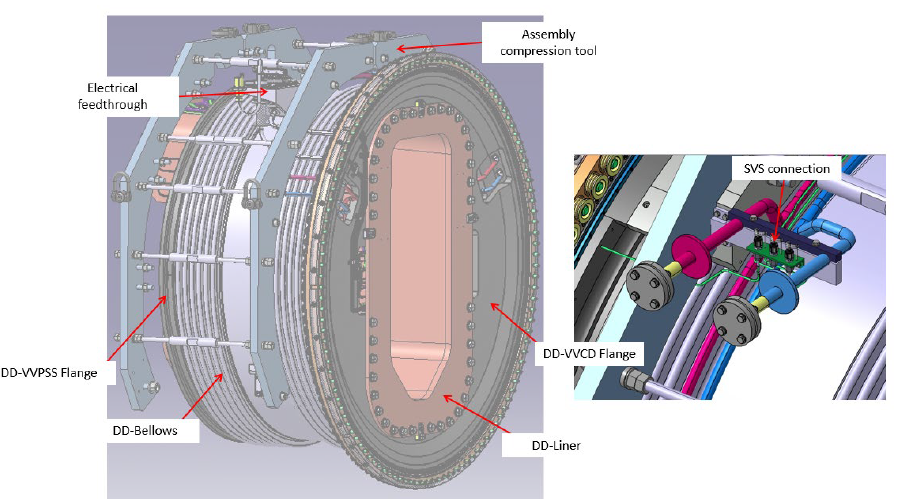 Assembly
compression tool
Electrical
feedthrough
SVS connection
DD-VVCD Flange
DD-VVPSS Flange
DD-Bellows
DD-Liner